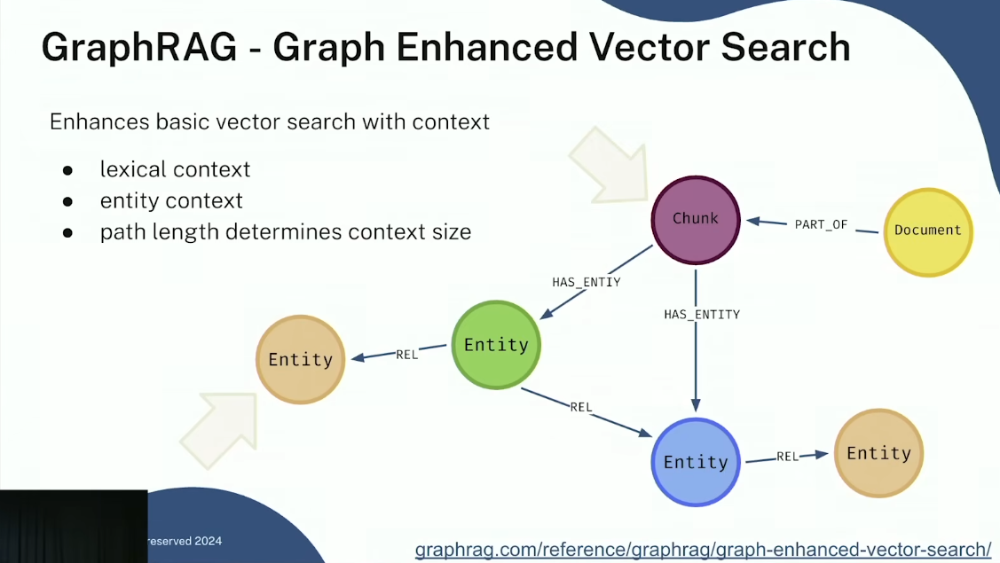 GraphRAG - Graph Enhanced Vector Search
Enhances basic vector search with context
● lexical context
● entity context
● path length determines context size
Chunk
PART_OF
Document
HAS_ENTIY
HAS_ENTITY
Entity
REL
Entity
REL
Entity
REL
Entity
reserved 2024
graphrag.com/reference/graphrag/graph-enhanced-vector-search/